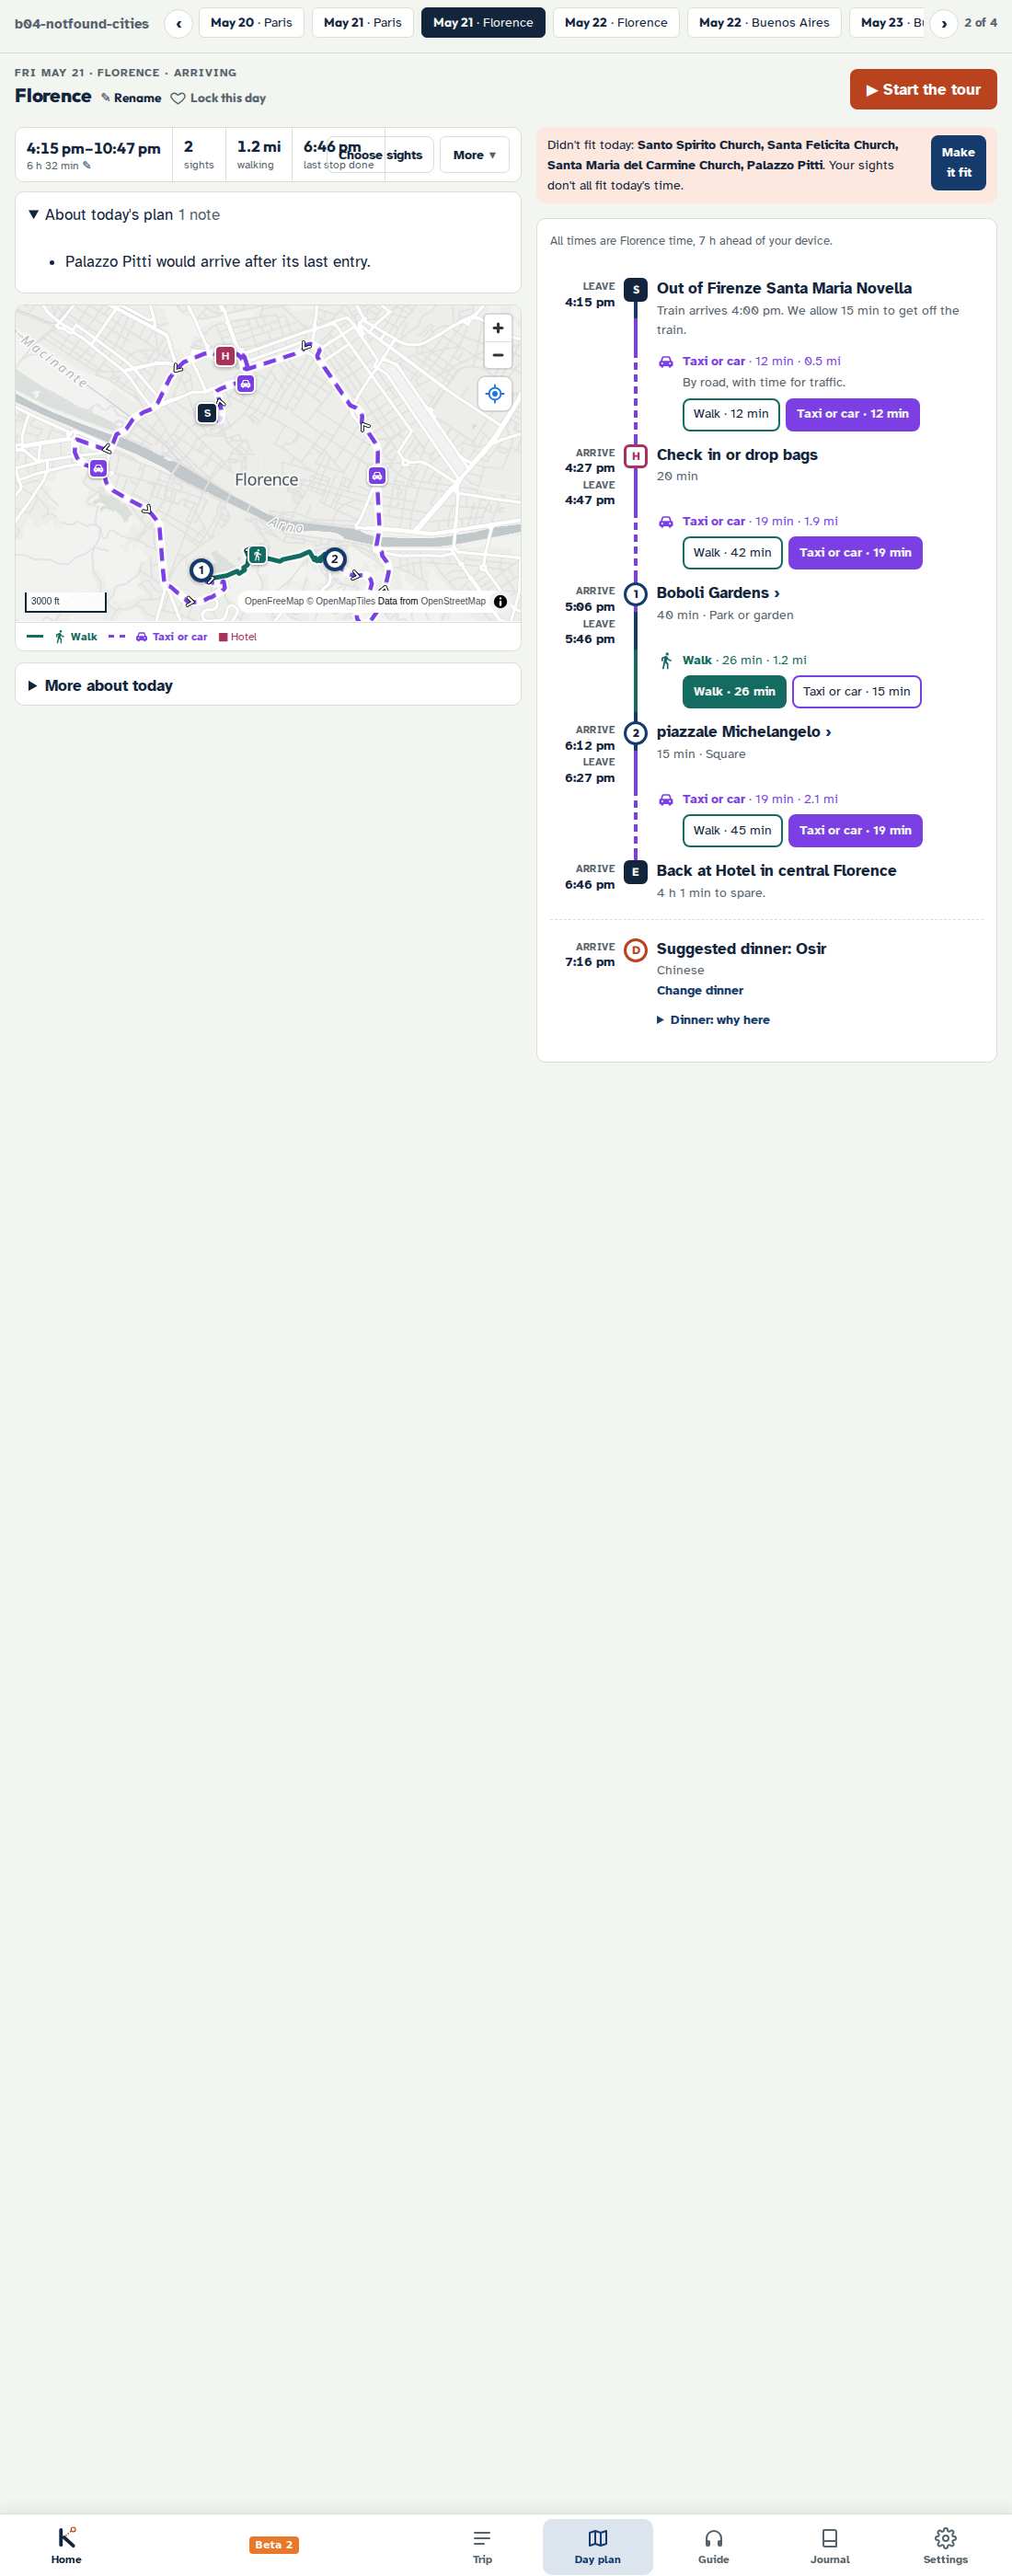 b04-notfound-cities
‹
May 20 · Paris
May 21 · Paris
May 21 · Florence
May 22 · Florence
May 22 · Buenos Aires
May 23 · B
›
2 of 4
FRI MAY 21 · FLORENCE · ARRIVING
Florence
✎ Rename
Lock this day
▶ Start the tour
4:15 pm–10:47 pm
6 h 32 min ✎
2
sights
1.2 mi
walking
6:46 pm
last stop done
Choose sights
More ▾
▼ About today's plan 1 note
• Palazzo Pitti would arrive after its last entry.
Macinante
H
S
Florence
Arno
1
2
+
−
3000 ft
OpenFreeMap © OpenMapTiles Data from OpenStreetMap
Walk
Taxi or car
Hotel
▶ More about today
Didn't fit today: Santo Spirito Church, Santa Felicita Church,
Santa Maria del Carmine Church, Palazzo Pitti. Your sights
don't all fit today's time.
Make
it fit
All times are Florence time, 7 h ahead of your device.
LEAVE
4:15 pm
S
Out of Firenze Santa Maria Novella
Train arrives 4:00 pm. We allow 15 min to get off the
train.
Taxi or car · 12 min · 0.5 mi
By road, with time for traffic.
Walk · 12 min
Taxi or car · 12 min
ARRIVE
4:27 pm
LEAVE
4:47 pm
H
Check in or drop bags
20 min
Taxi or car · 19 min · 1.9 mi
Walk · 42 min
Taxi or car · 19 min
ARRIVE
5:06 pm
LEAVE
5:46 pm
1
Boboli Gardens ›
40 min · Park or garden
Walk · 26 min · 1.2 mi
Walk · 26 min
Taxi or car · 15 min
ARRIVE
6:12 pm
LEAVE
6:27 pm
2
piazzale Michelangelo ›
15 min · Square
Taxi or car · 19 min · 2.1 mi
Walk · 45 min
Taxi or car · 19 min
ARRIVE
6:46 pm
E
Back at Hotel in central Florence
4 h 1 min to spare.
ARRIVE
7:16 pm
D
Suggested dinner: Osir
Chinese
Change dinner
▶ Dinner: why here
Home
Beta 2
Trip
Day plan
Guide
Journal
Settings